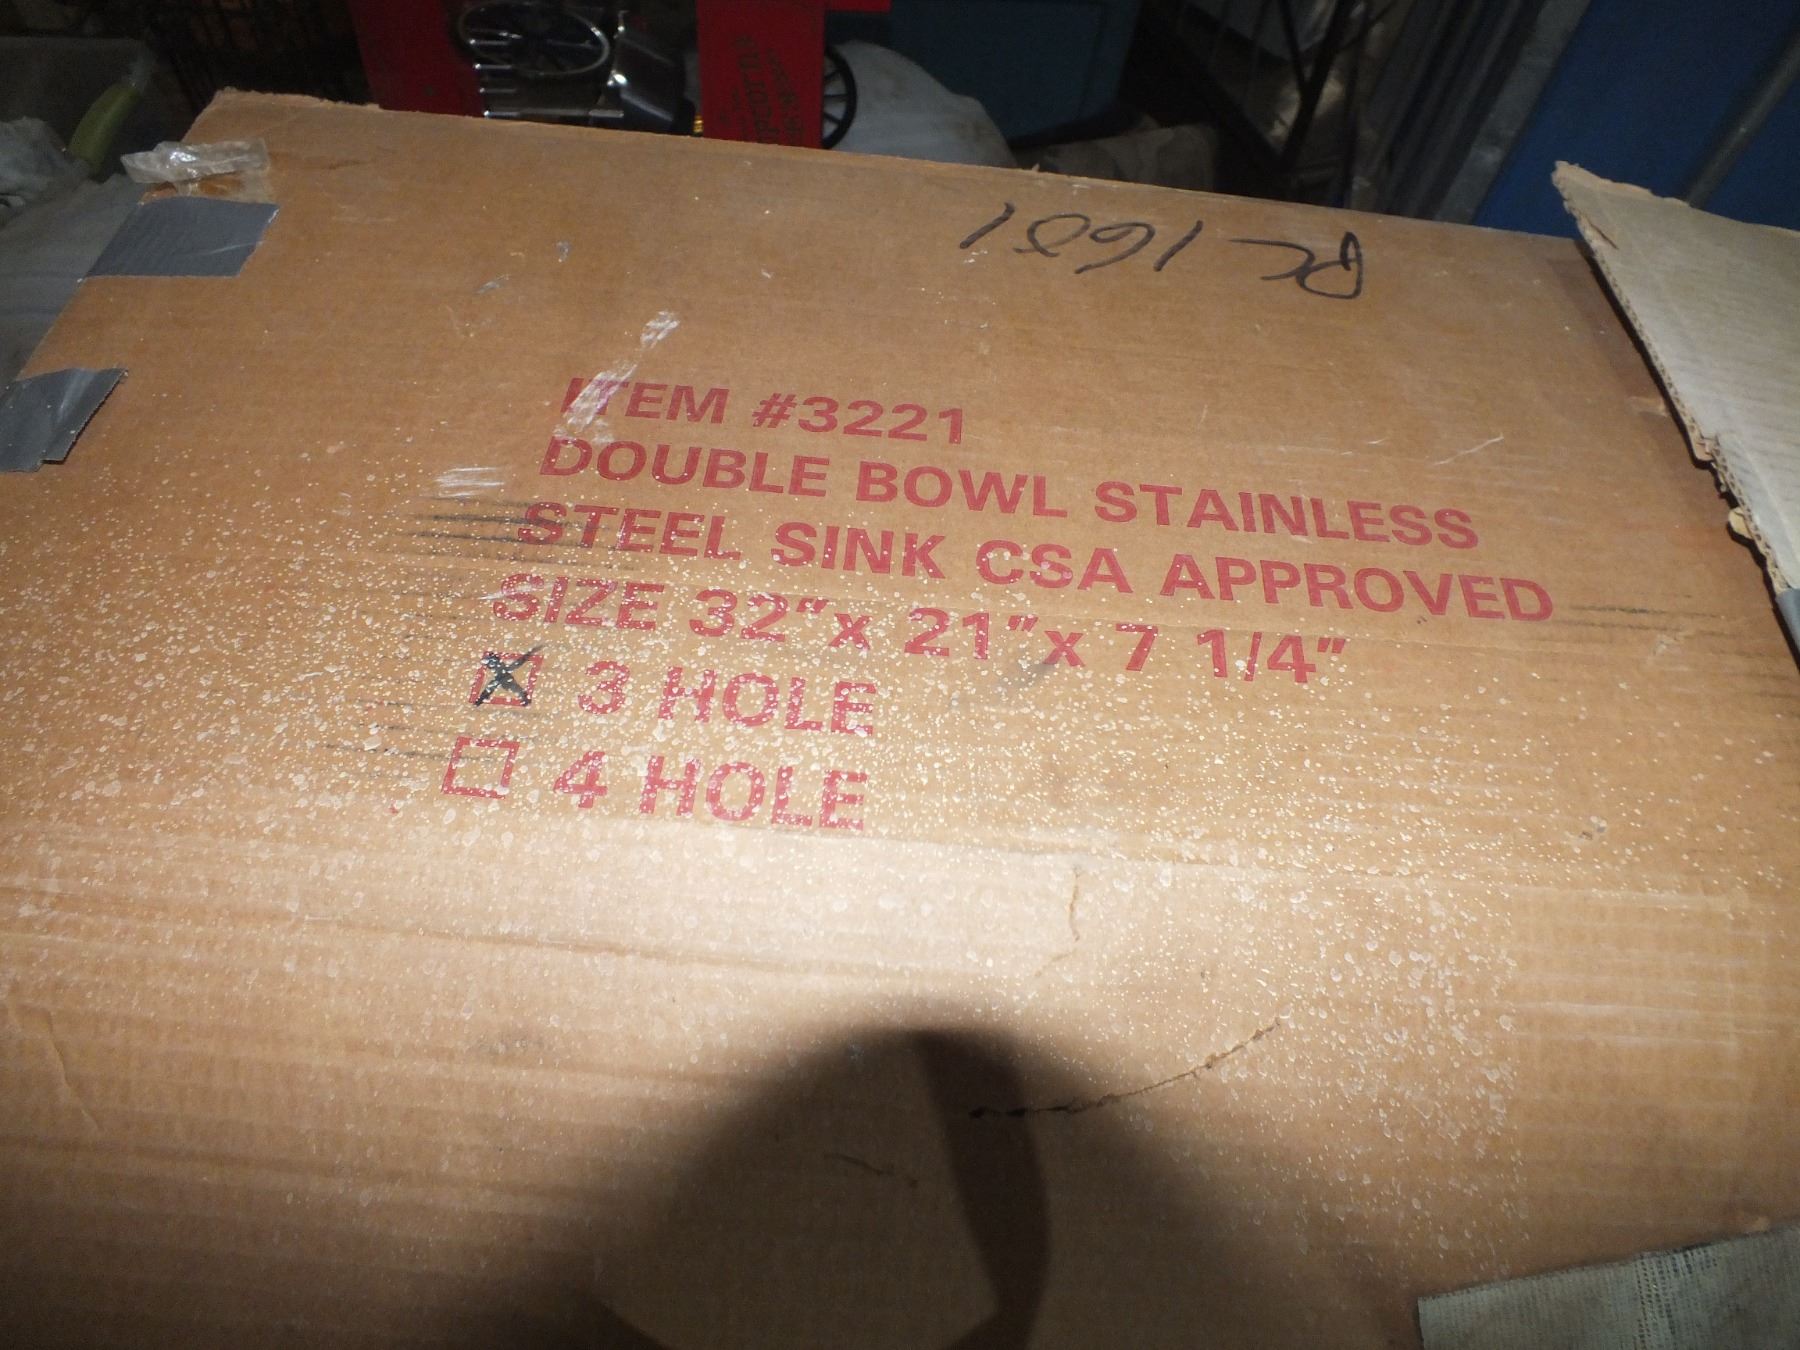 1681
ITEM #3221
DOUBLE BOWL STAINLESS
STEEL SINK CSA APPROVED
SIZE 32"x 21"x 7 1/4"
3 HOLE
4 HOLE